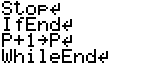 Stop↲
IfEnd↲
P+1→P↲
WhileEnd↲